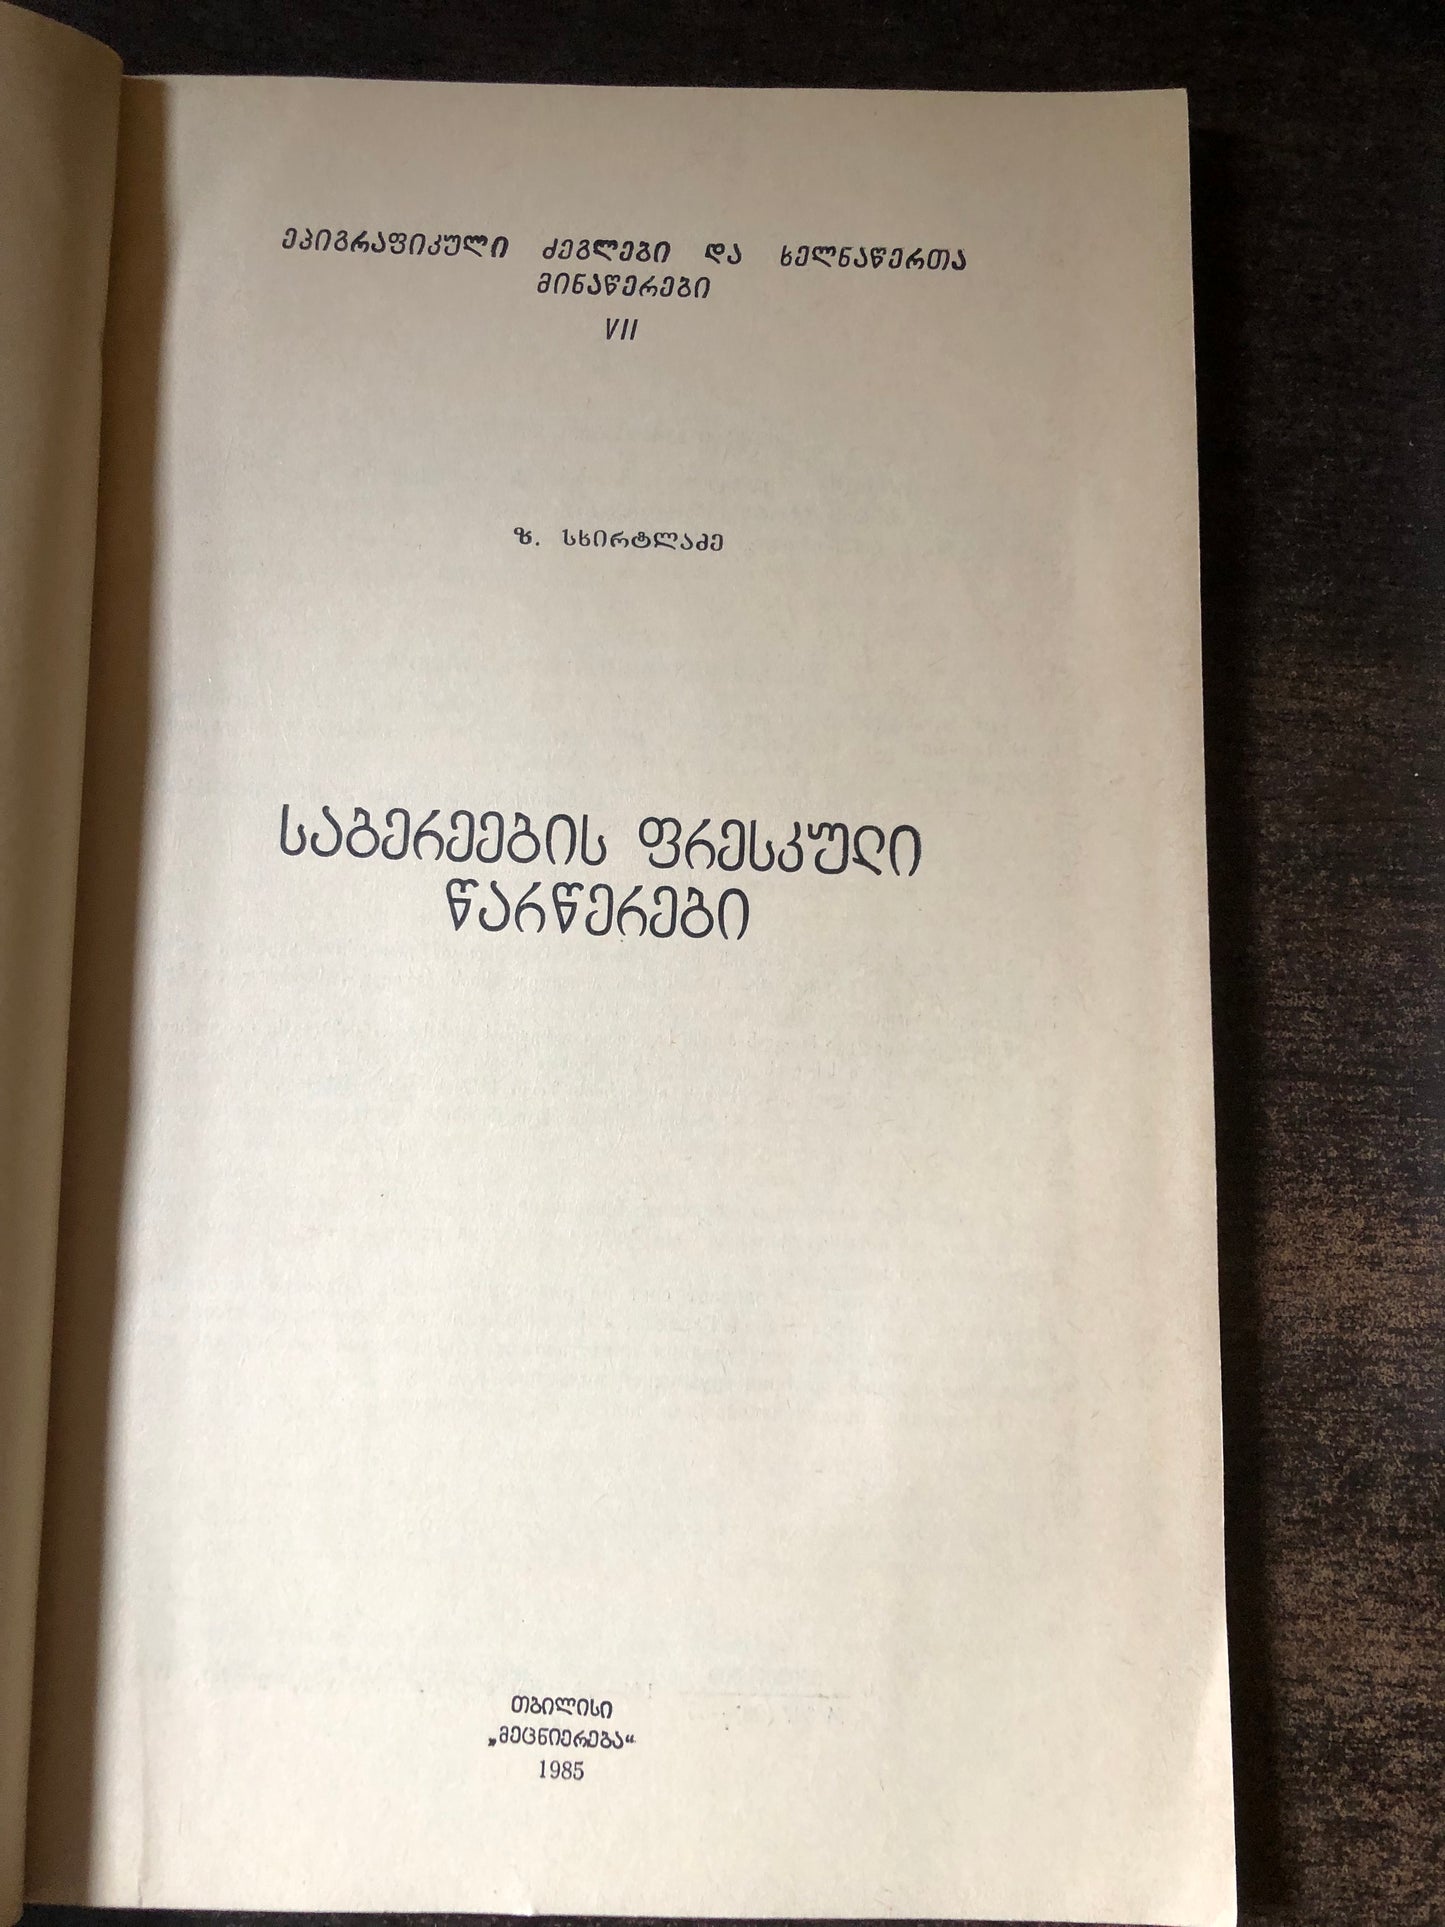 ეპიგრაფიკული ძეგლები და ხელნაწერთა
მინაწერები
VII
ზ. სხირტლაძე
საბერეების ფრესკული
წარწერები
თბილისი
„მეცნიერება“
1985